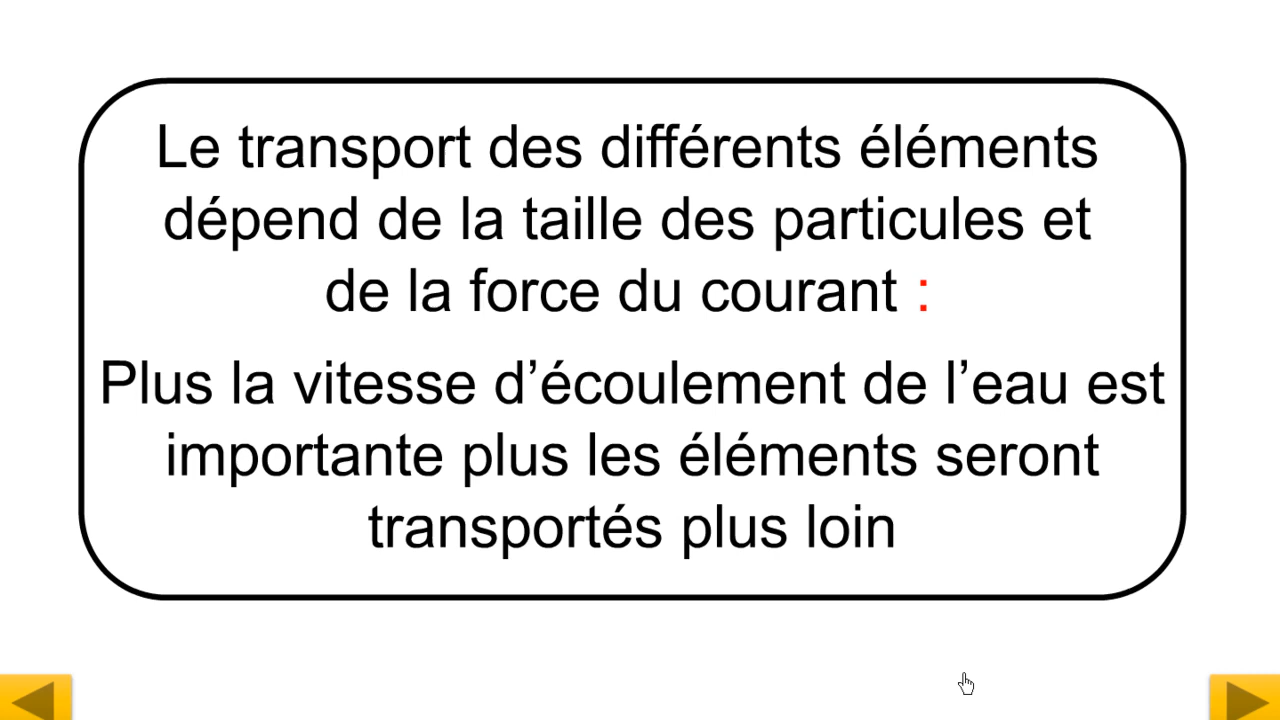 Le transport des différents éléments
dépend de la taille des particules et
de la force du courant :
Plus la vitesse d’écoulement de l’eau est
importante plus les éléments seront
transportés plus loin